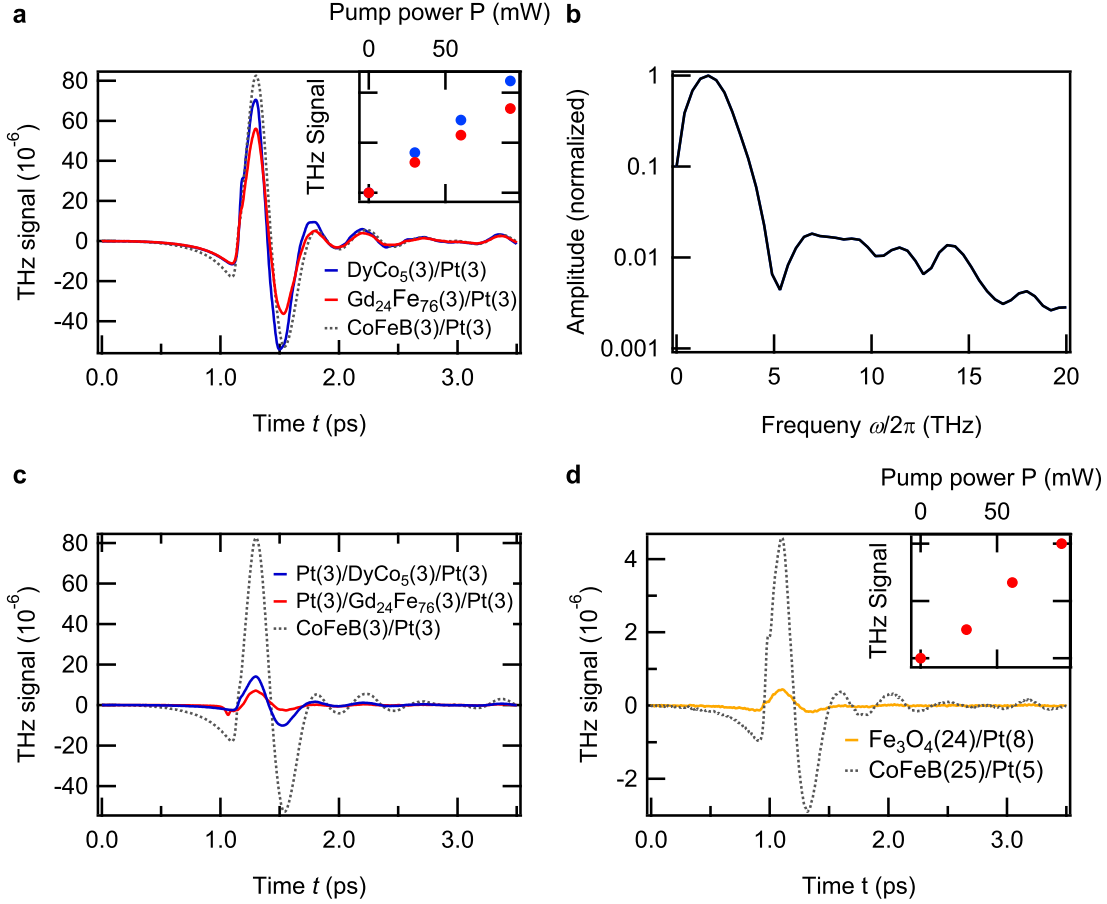 a
Pump power P (mW)
0 50
THz Signal
80
60
40
20
0
-20
-40
THz signal (10-6)
DyCo5(3)/Pt(3)
Gd24Fe76(3)/Pt(3)
CoFeB(3)/Pt(3)
0.0 1.0 2.0 3.0
Time t (ps)
b
Amplitude (normalized)
1
0.1
0.01
0.001
0 5 10 15 20
Frequeny ω/2π (THz)
c
80
60
40
20
0
-20
-40
THz signal (10-6)
Pt(3)/DyCo5(3)/Pt(3)
Pt(3)/Gd24Fe76(3)/Pt(3)
CoFeB(3)/Pt(3)
0.0 1.0 2.0 3.0
Time t (ps)
d
Pump power P (mW)
0 50
THz Signal
4
2
0
-2
THz signal (10-6)
Fe3O4(24)/Pt(8)
CoFeB(25)/Pt(5)
0.0 1.0 2.0 3.0
Time t (ps)